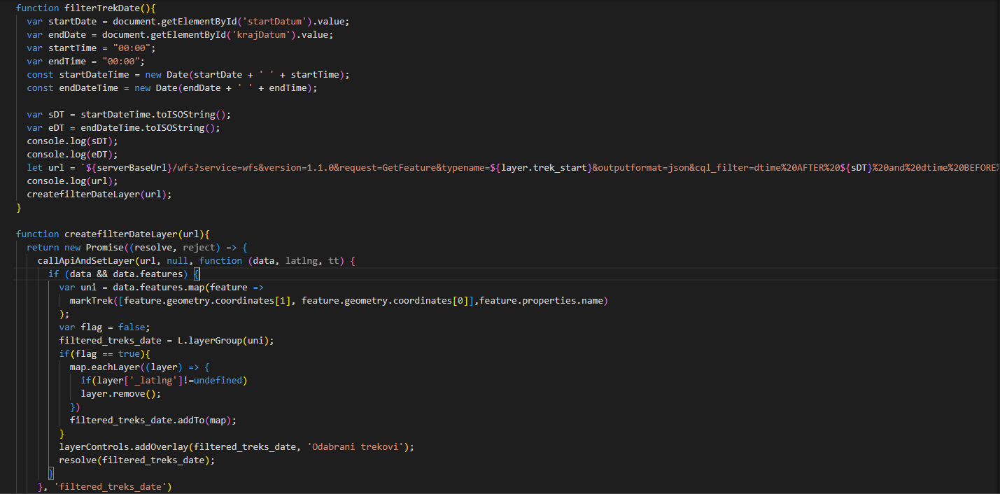 function filterTrekDate(){
var startDate = document.getElementById('startDatum').value;
var endDate = document.getElementById('krajDatum').value;
var startTime = "00:00";
var endTime = "00:00";
const startDateTime = new Date(startDate + ' ' + startTime);
const endDateTime = new Date(endDate + ' ' + endTime);
var sDT = startDateTime.toISOString();
var eDT = endDateTime.toISOString();
console.log(sDT);
console.log(eDT);
let url = `${serverBaseUrl}/wfs?service=wfs&version=1.1.0&request=GetFeature&typename=${layer.trek_start}&outputformat=json&cql_filter=dtime%20AFTER%20${sDT}%20and%20dtime%20BEFORE%
console.log(url);
createfilterDateLayer(url);
}
function createfilterDateLayer(url){
return new Promise((resolve, reject) => {
callApiAndSetLayer(url, null, function (data, latlng, tt) {
if (data && data.features) {
var uni = data.features.map(feature =>
markTrek([feature.geometry.coordinates[1], feature.geometry.coordinates[0]],feature.properties.name)
);
var flag = false;
filtered_treks_date = L.layerGroup(uni);
if(flag == true){
map.eachLayer((layer) => {
if(layer['_latlng']!=undefined)
layer.remove();
})
filtered_treks_date.addTo(map);
}
layerControls.addOverlay(filtered_treks_date, 'Odabrani trekovi');
resolve(filtered_treks_date);
}
}, 'filtered_treks_date')